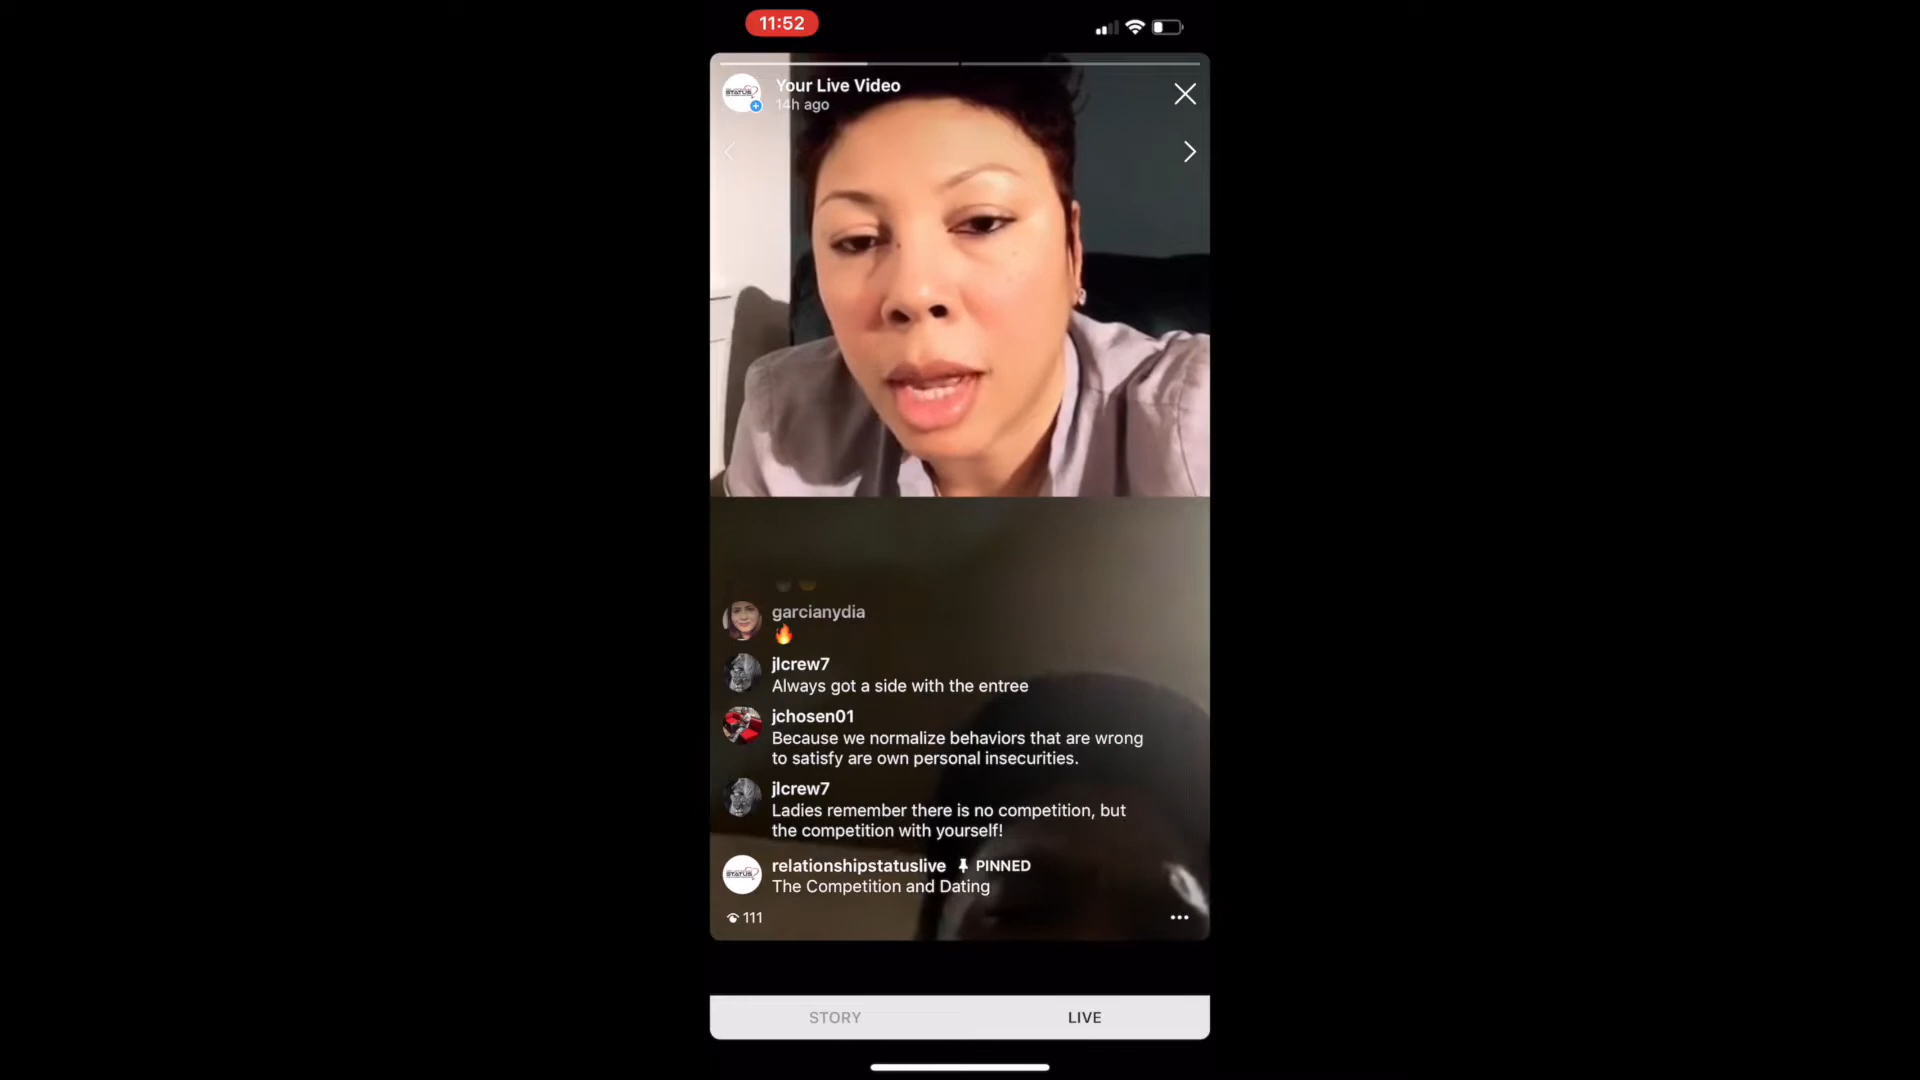 11:52
Your Live Video
14h ago
STATUS
garcianydia
🔥
jlcrew7
Always got a side with the entree
jchosen01
Because we normalize behaviors that are wrong
to satisfy are own personal insecurities.
jlcrew7
Ladies remember there is no competition, but
the competition with yourself!
relationshipstatuslive PINNED
STATUS
The Competition and Dating
111
STORY
LIVE